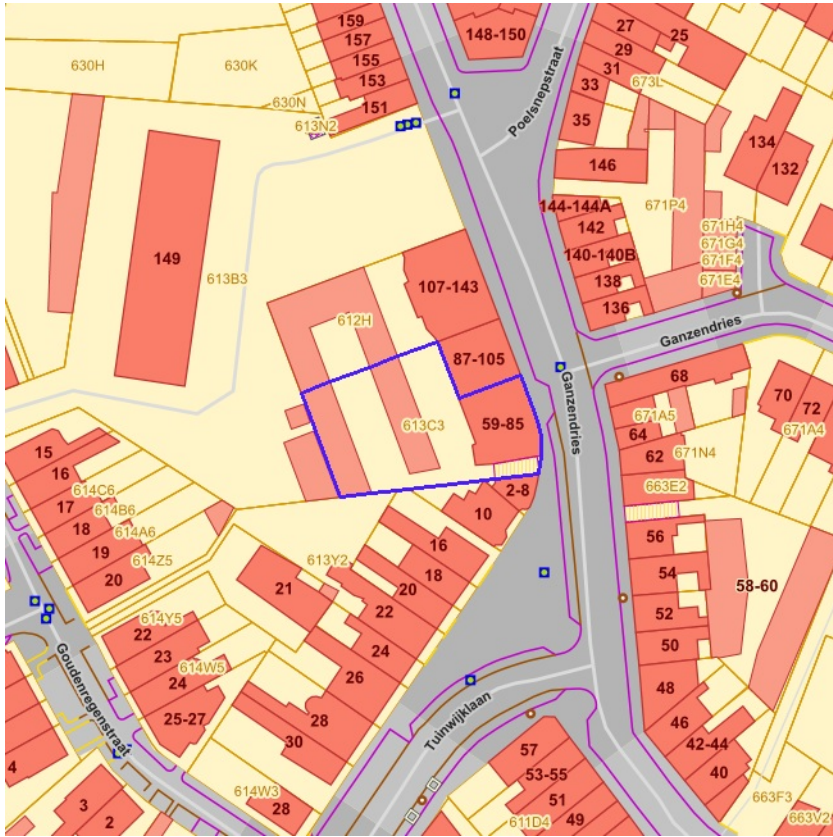 159
157
155
153
151
148-150
27
25
29
31
33
35
673L
630H
630K
630N
613N2
Poelsnepstraat
134
132
146
144-144A
142
140-140B
138
136
671P4
671H4
671G4
671F4
671E4
149
613B3
107-143
612H
87-105
Ganzendries
Ganzendries
68
70
72
671A4
613C3
59-85
671A5
64
62
671N4
663E2
2-8
10
15
16
17
18
19
20
614C6
614B6
614A6
614Z5
613Y2
16
18
20
22
24
26
28
30
21
56
54
52
50
48
46
42-44
40
58-60
614Y5
22
23
24
25-27
614W5
Goudenregenstraat
Tuinwijklaan
57
53-55
51
49
611D4
614W3
28
4
3
2
663F3
663V2